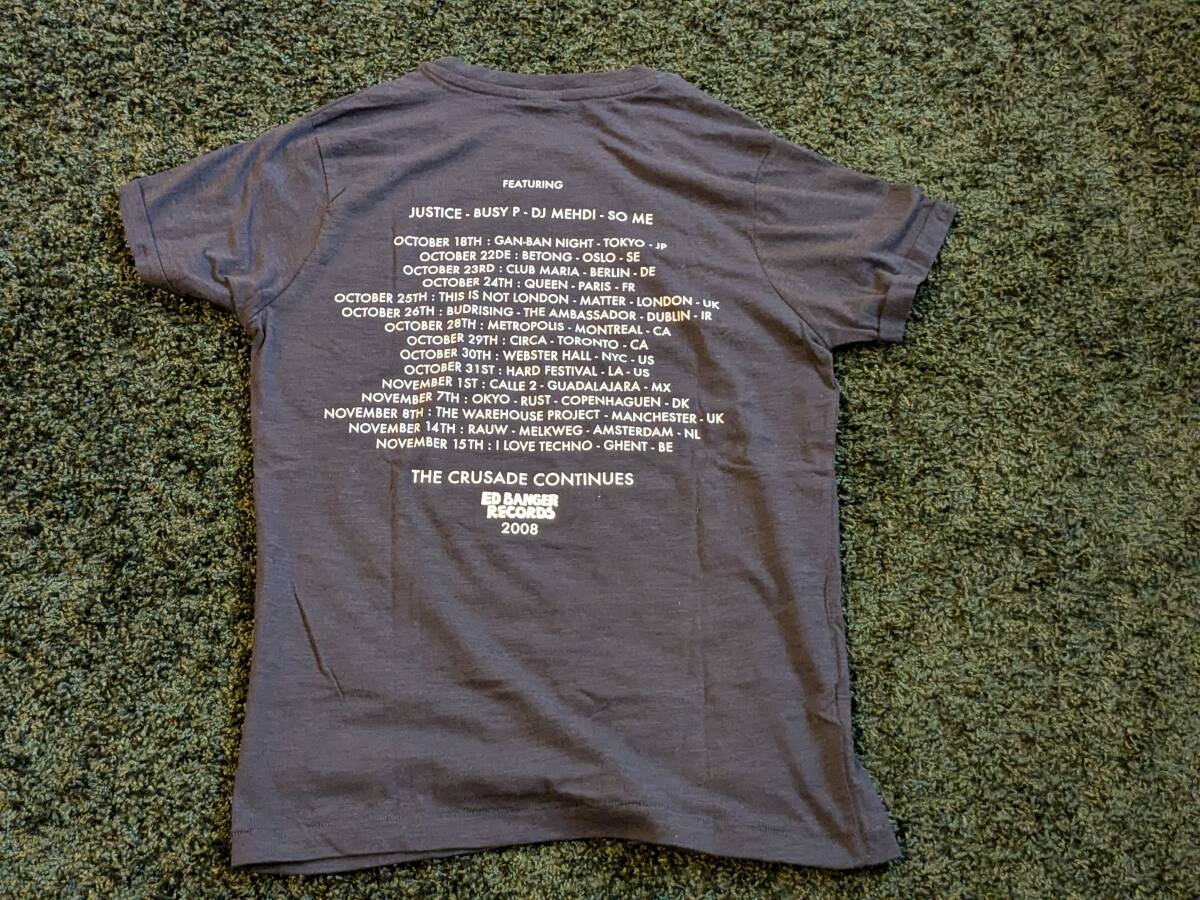 FEATURING
JUSTICE - BUSY P - DJ MEHDI - SO ME
OCTOBER 18TH : GAN-BAN NIGHT - TOKYO - JP
OCTOBER 22DE : BETONG - OSLO - SE
OCTOBER 23RD : CLUB MARIA - BERLIN - DE
OCTOBER 24TH : QUEEN - PARIS - FR
OCTOBER 25TH : THIS IS NOT LONDON - MATTER - LONDON - UK
OCTOBER 26TH : BUDRISING - THE AMBASSADOR - DUBLIN - IR
OCTOBER 28TH : METROPOLIS - MONTREAL - CA
OCTOBER 29TH : CIRCA - TORONTO - CA
OCTOBER 30TH : WEBSTER HALL - NYC - US
OCTOBER 31ST : HARD FESTIVAL - LA - US
NOVEMBER 1ST : CALLE 2 - GUADALAJARA - MX
NOVEMBER 7TH : OKYO - RUST - COPENHAGUEN - DK
NOVEMBER 8TH : THE WAREHOUSE PROJECT - MANCHESTER - UK
NOVEMBER 14TH : RAUW - MELKWEG - AMSTERDAM - NL
NOVEMBER 15TH : I LOVE TECHNO - GHENT - BE
THE CRUSADE CONTINUES
ED BANGER
RECORDS
2008